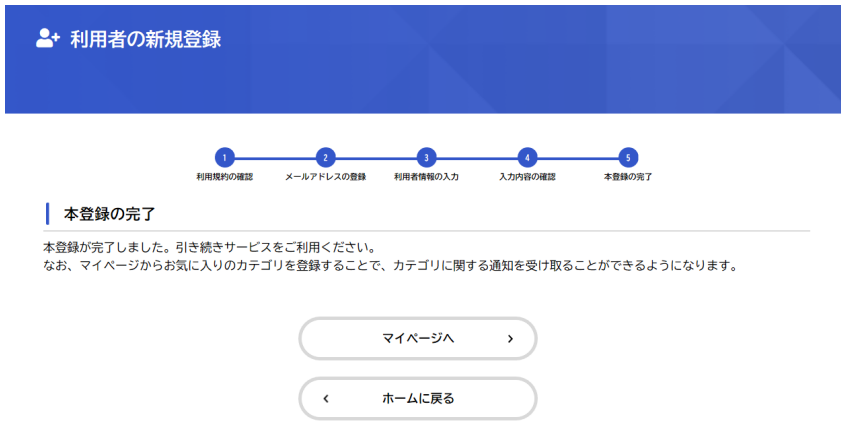 利用者の新規登録
1
2
3
4
5
利用規約の確認
メールアドレスの登録
利用者情報の入力
入力内容の確認
本登録の完了
本登録の完了
本登録が完了しました。引き続きサービスをご利用ください。
なお、マイページからお気に入りのカテゴリを登録することで、カテゴリに関する通知を受け取ることができるようになります。
マイページへ
ホームに戻る